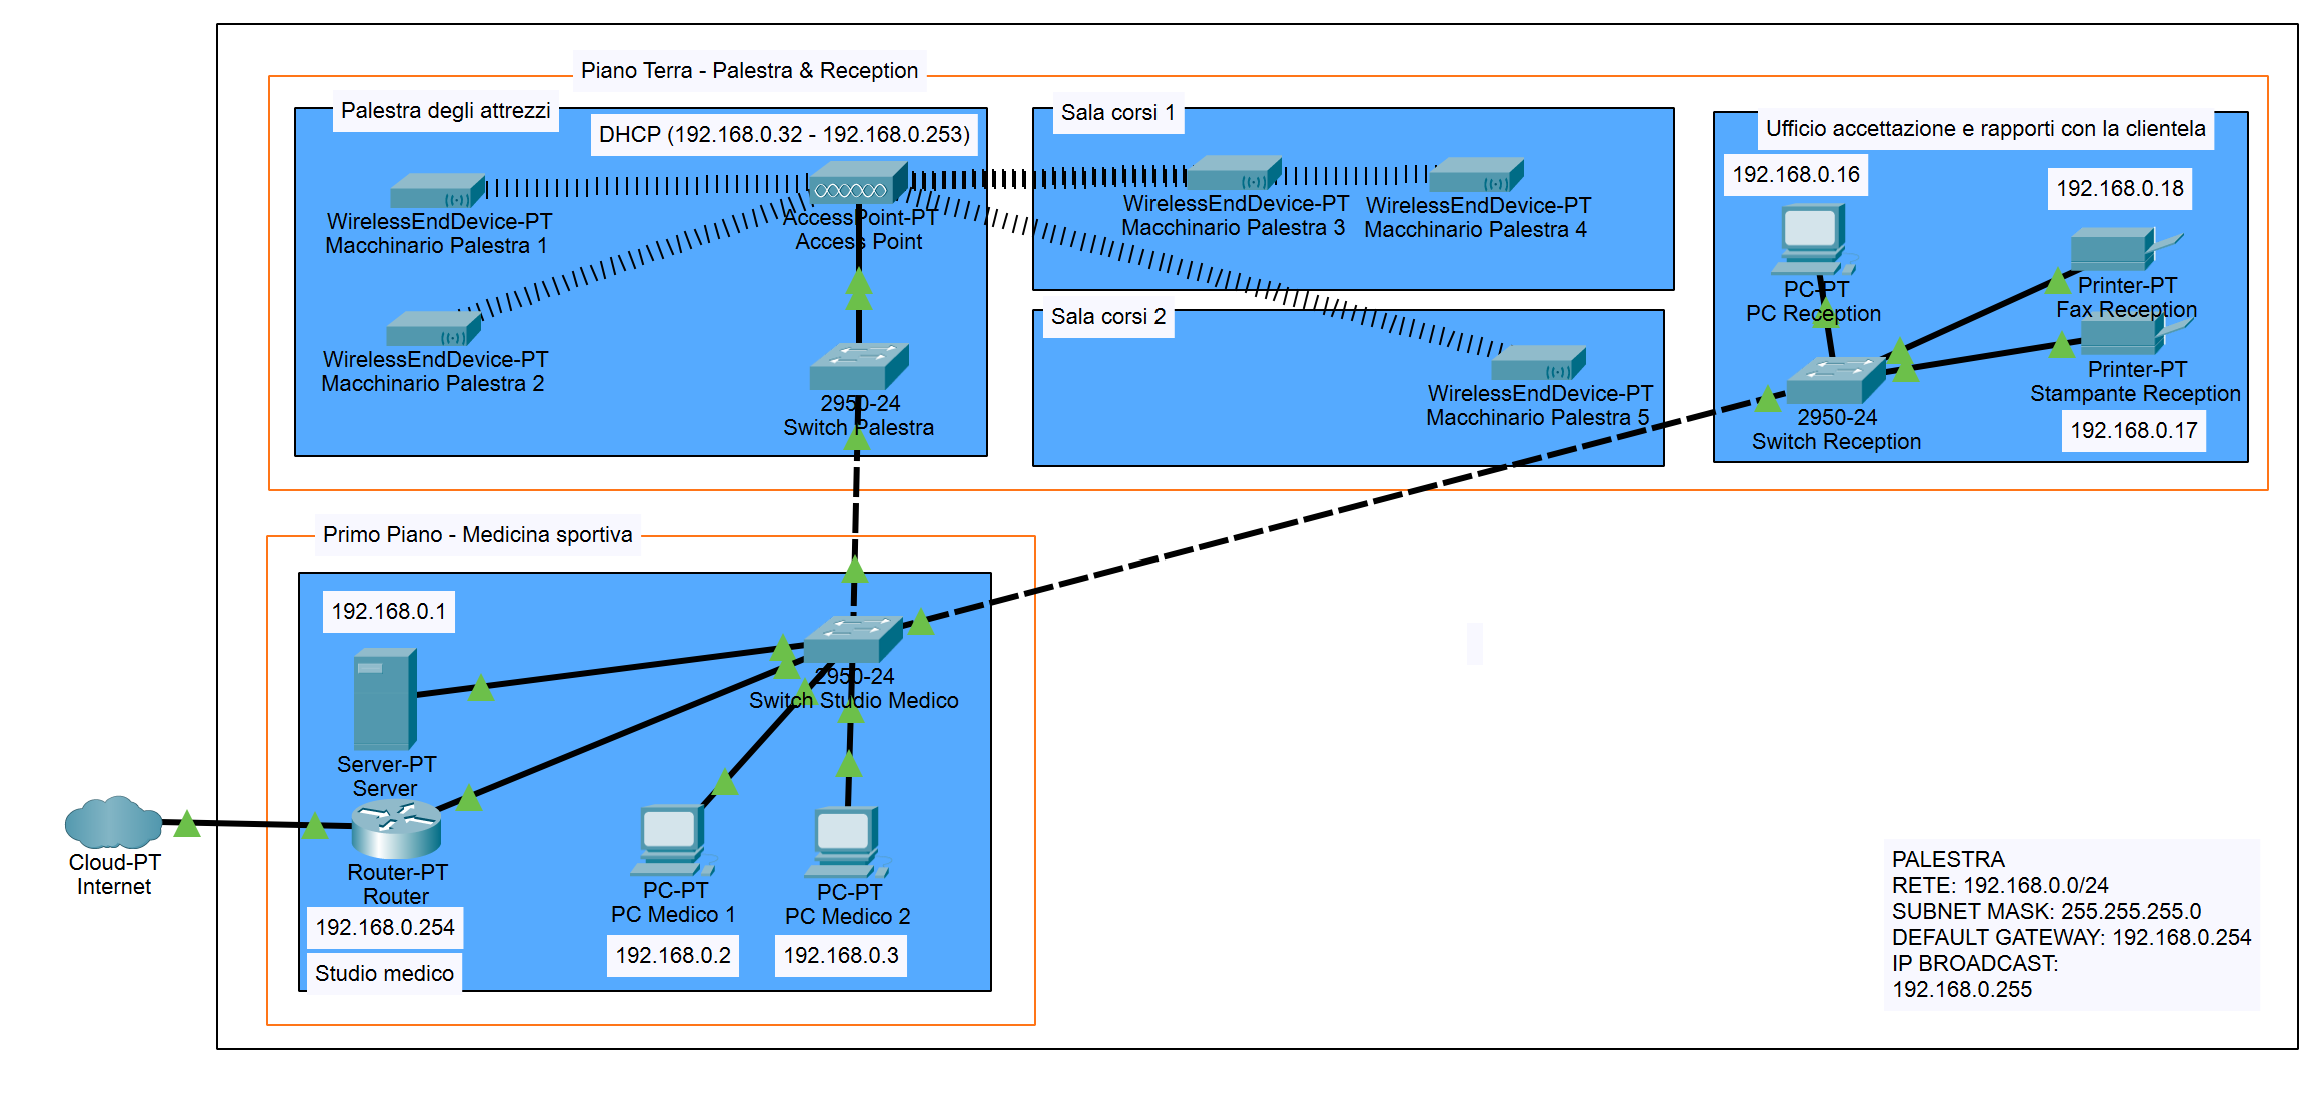 Piano Terra - Palestra & Reception
Palestra degli attrezzi
DHCP (192.168.0.32 - 192.168.0.253)
WirelessEndDevice-PT
Macchinario Palestra 1
AccessPoint-PT
Access Point
WirelessEndDevice-PT
Macchinario Palestra 2
2950-24
Switch Palestra
Sala corsi 1
WirelessEndDevice-PT
Macchinario Palestra 3
WirelessEndDevice-PT
Macchinario Palestra 4
Sala corsi 2
WirelessEndDevice-PT
Macchinario Palestra 5
Ufficio accettazione e rapporti con la clientela
192.168.0.16
192.168.0.18
PC-PT
PC Reception
Printer-PT
Fax Reception
Printer-PT
Stampante Reception
192.168.0.17
2950-24
Switch Reception
Primo Piano - Medicina sportiva
192.168.0.1
2950-24
Switch Studio Medico
Server-PT
Server
Cloud-PT
Internet
Router-PT
Router
192.168.0.254
Studio medico
PC-PT
PC Medico 1
192.168.0.2
PC-PT
PC Medico 2
192.168.0.3
PALESTRA
RETE: 192.168.0.0/24
SUBNET MASK: 255.255.255.0
DEFAULT GATEWAY: 192.168.0.254
IP BROADCAST:
192.168.0.255